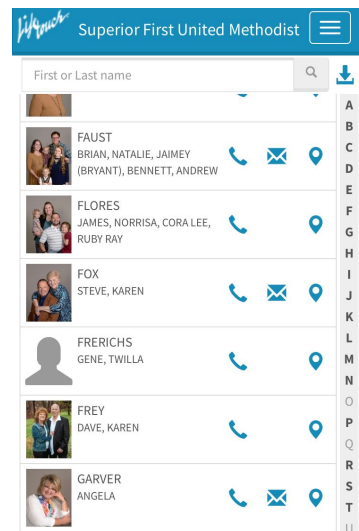 Lifetouch
Superior First United Methodist
First or Last name
FAUST
BRIAN, NATALIE, JAIMEY
(BRYANT), BENNETT, ANDREW
FLORES
JAMES, NORRISA, CORA LEE,
RUBY RAY
FOX
STEVE, KAREN
FRERICHS
GENE, TWILLA
FREY
DAVE, KAREN
GARVER
ANGELA
A
B
C
D
E
F
G
H
I
J
K
L
M
N
O
P
Q
R
S
T
U